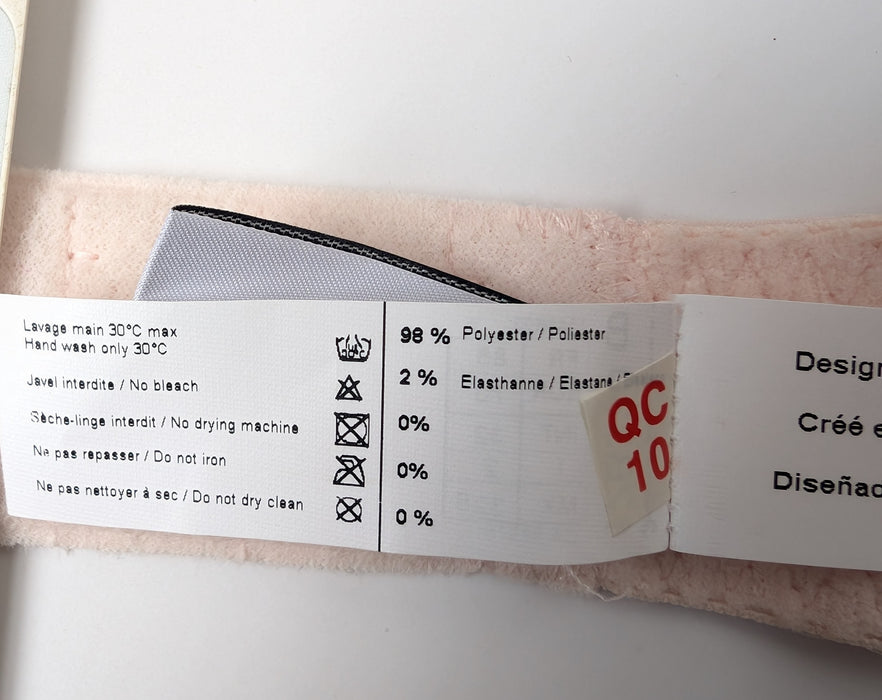 Lavage main 30°C max
Hand wash only 30°C
Javel interdite / No bleach
Sèche-linge interdit / No drying machine
Ne pas repasser / Do not iron
Ne pas nettoyer à sec / Do not dry clean
98 % Polyester / Poliester
2 % Elasthanne / Elastane /
0%
0%
0 %
QC
10
Design
Créé e
Diseñad